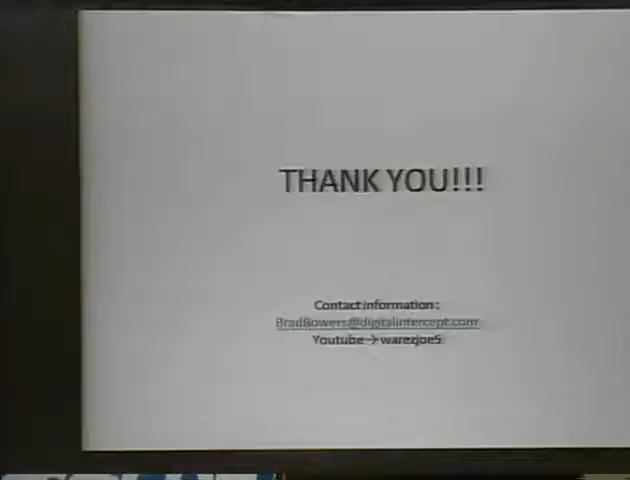 THANK YOU!!!
Contact information :
BradBowers@digitalintercept.com
Youtube → warezjoe5